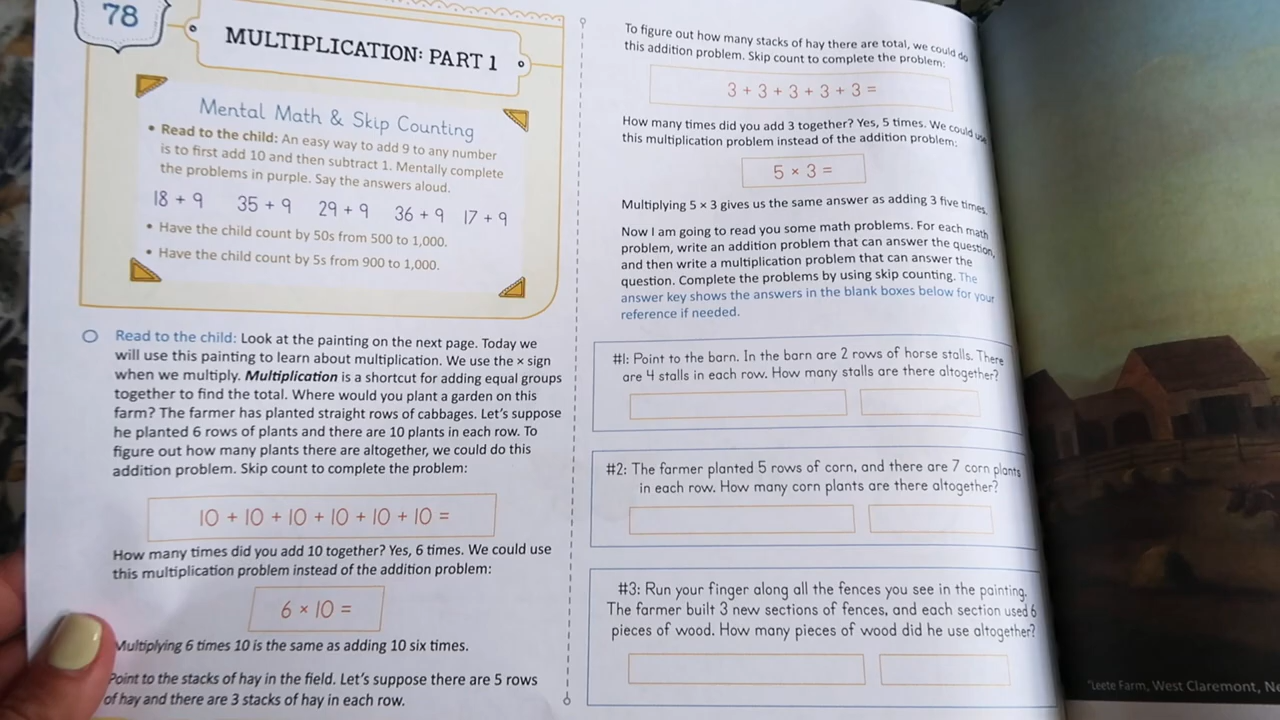 78
MULTIPLICATION: PART 1
Mental Math & Skip Counting
• Read to the child: An easy way to add 9 to any number
is to first add 10 and then subtract 1. Mentally complete
the problems in purple. Say the answers aloud.
18 + 9 35 + 9 29 + 9 36 + 9 17 + 9
• Have the child count by 50s from 500 to 1,000.
• Have the child count by 5s from 900 to 1,000.
Read to the child: Look at the painting on the next page. Today we
will use this painting to learn about multiplication. We use the × sign
when we multiply. Multiplication is a shortcut for adding equal groups
together to find the total. Where would you plant a garden on this
farm? The farmer has planted straight rows of cabbages. Let's suppose
he planted 6 rows of plants and there are 10 plants in each row. To
figure out how many plants there are altogether, we could do this
addition problem. Skip count to complete the problem:
10 + 10 + 10 + 10 + 10 + 10 =
How many times did you add 10 together? Yes, 6 times. We could use
this multiplication problem instead of the addition problem:
6 × 10 =
Multiplying 6 times 10 is the same as adding 10 six times.
Point to the stacks of hay in the field. Let's suppose there are 5 rows
of hay and there are 3 stacks of hay in each row.
To figure out how many stacks of hay there are total, we could do
this addition problem. Skip count to complete the problem:
3 + 3 + 3 + 3 + 3 =
How many times did you add 3 together? Yes, 5 times. We could use
this multiplication problem instead of the addition problem:
5 × 3 =
Multiplying 5 × 3 gives us the same answer as adding 3 five times.
Now I am going to read you some math problems. For each math
problem, write an addition problem that can answer the question,
and then write a multiplication problem that can answer the
question. Complete the problems by using skip counting. The
answer key shows the answers in the blank boxes below for your
reference if needed.
#1: Point to the barn. In the barn are 2 rows of horse stalls. There
are 4 stalls in each row. How many stalls are there altogether?
#2: The farmer planted 5 rows of corn, and there are 7 corn plants
in each row. How many corn plants are there altogether?
#3: Run your finger along all the fences you see in the painting.
The farmer built 3 new sections of fences, and each section used 6
pieces of wood. How many pieces of wood did he use altogether?
"Leete Farm, West Claremont,